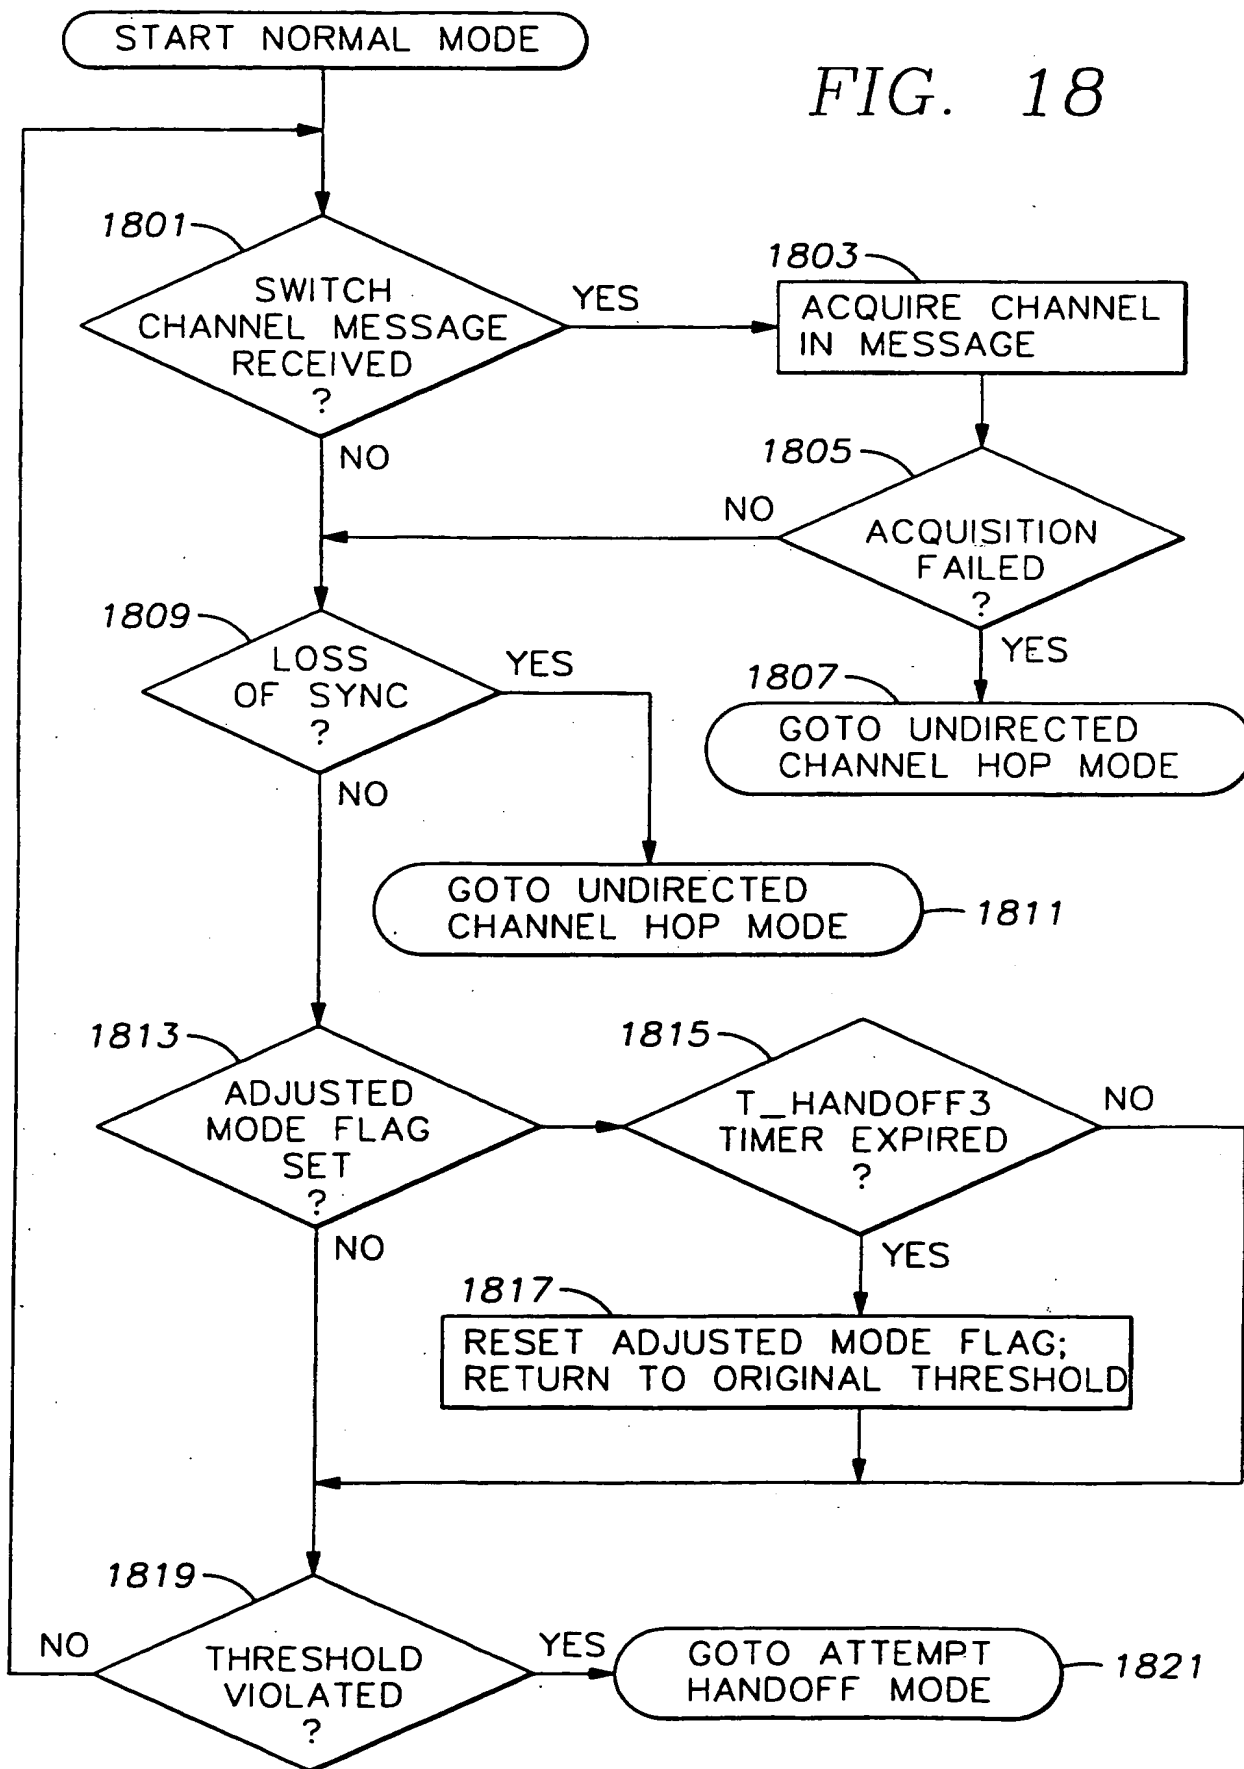 START NORMAL MODE
FIG. 18
1801
SWITCH
CHANNEL MESSAGE
RECEIVED
?
YES
NO
1803
ACQUIRE CHANNEL
IN MESSAGE
1805
ACQUISITION
FAILED
?
NO
YES
1807
GOTO UNDIRECTED
CHANNEL HOP MODE
1809
LOSS
OF SYNC
?
YES
NO
GOTO UNDIRECTED
CHANNEL HOP MODE
1811
1813
ADJUSTED
MODE FLAG
SET
?
NO
1815
T_HANDOFF3
TIMER EXPIRED
?
NO
YES
1817
RESET ADJUSTED MODE FLAG;
RETURN TO ORIGINAL THRESHOLD
1819
THRESHOLD
VIOLATED
?
NO
YES
GOTO ATTEMPT
HANDOFF MODE
1821